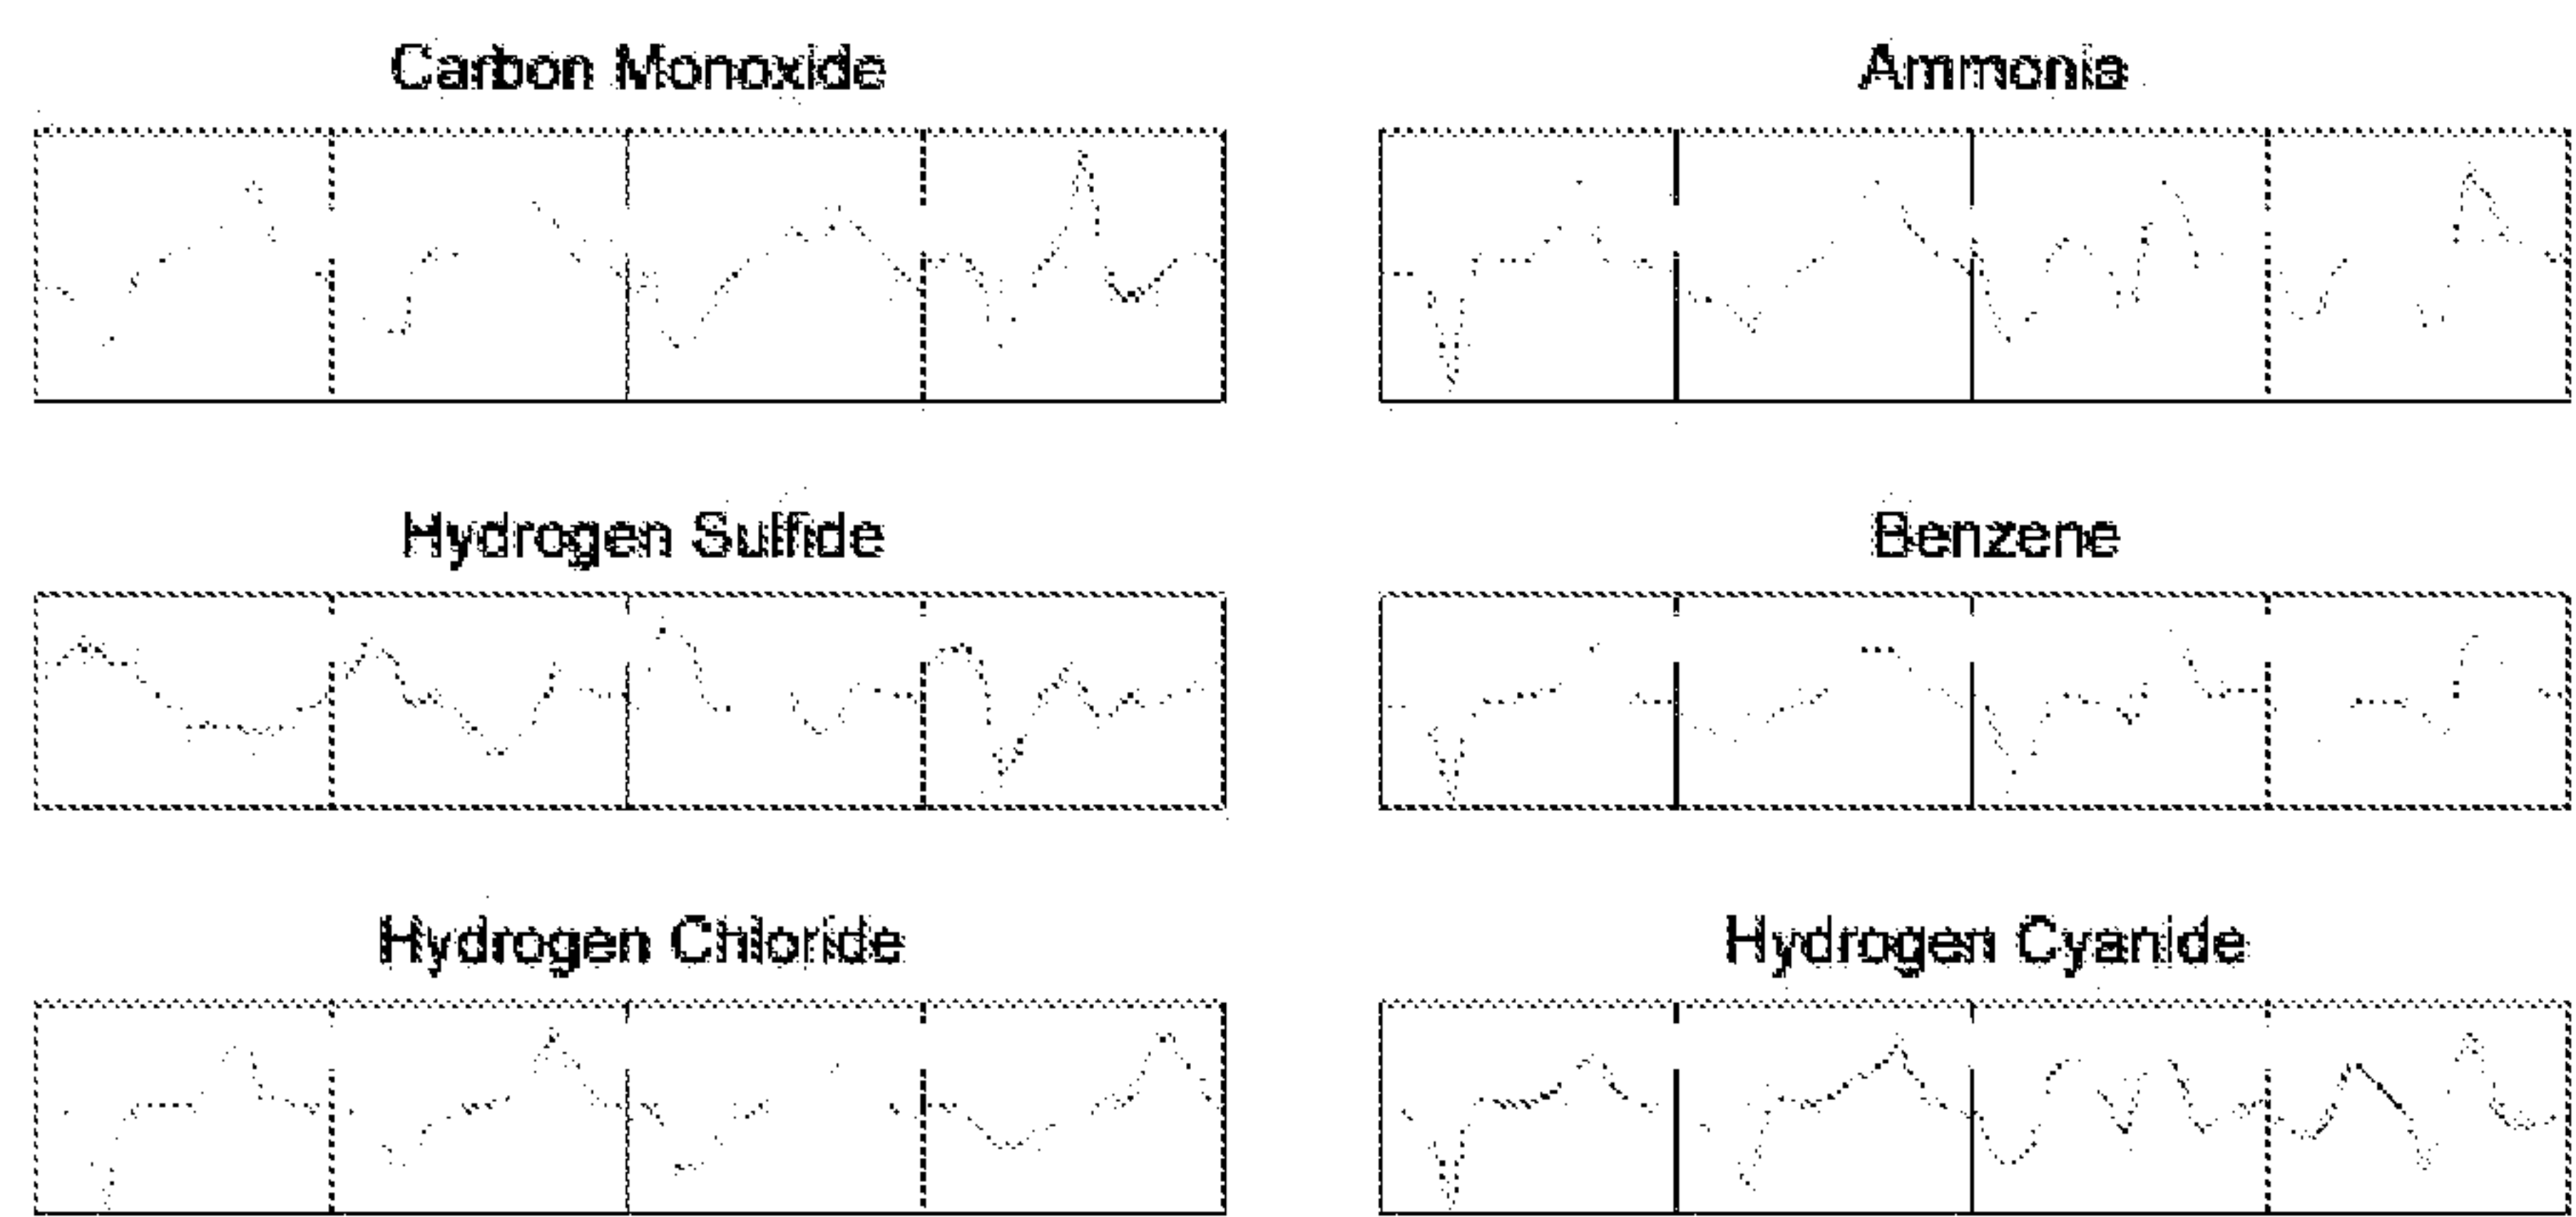 Carbon Monoxide
Ammonia
Hydrogen Sulfide
Benzene
Hydrogen Chloride
Hydrogen Cyanide